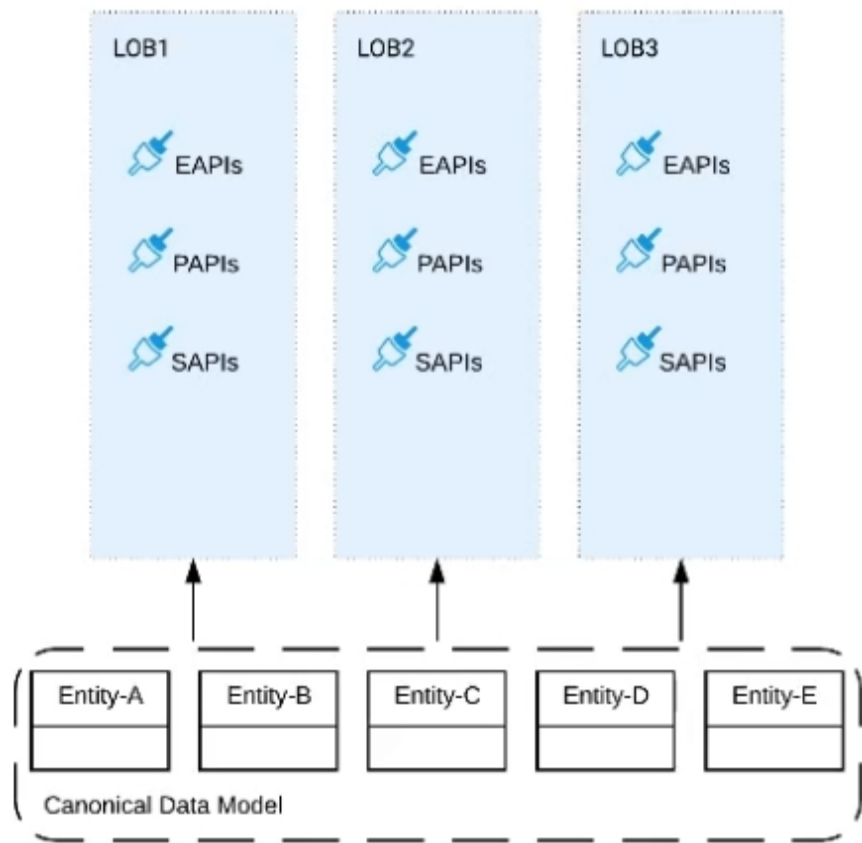 LOB1 LOB2 LOB3
EAPIs EAPIs EAPIs
PAPIs PAPIs PAPIs
SAPIs SAPIs SAPIs
Entity-A Entity-B Entity-C Entity-D Entity-E
Canonical Data Model